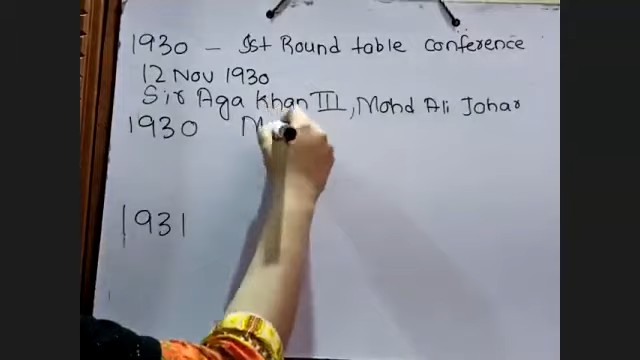 1930 - Ist Round table conference
12 Nov 1930
Sir Aga Khan III, Mohd Ali Johar
1930
1931